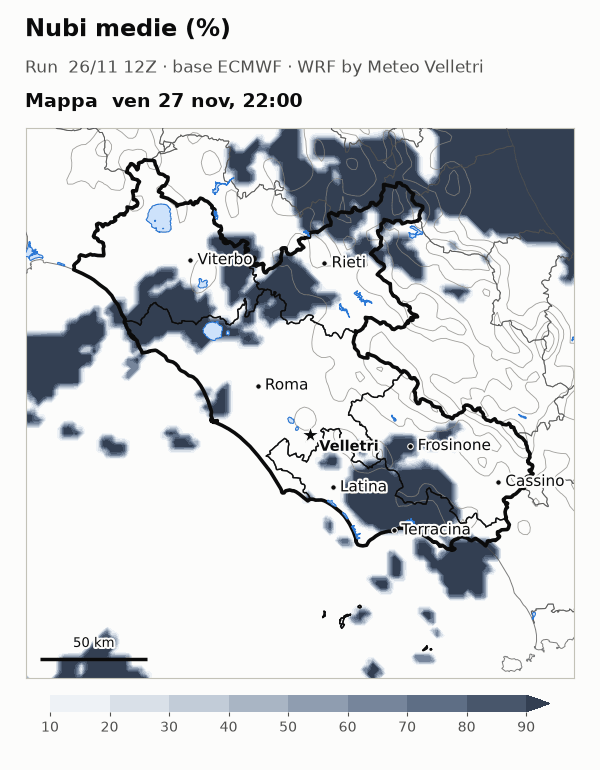 Nubi medie (%)
Run  26/11 12Z · base ECMWF · WRF by Meteo Velletri
Mappa  ven 27 nov, 22:00
Viterbo
Rieti
Roma
Velletri
Frosinone
Latina
Cassino
Terracina
50 km
10 20 30 40 50 60 70 80 90